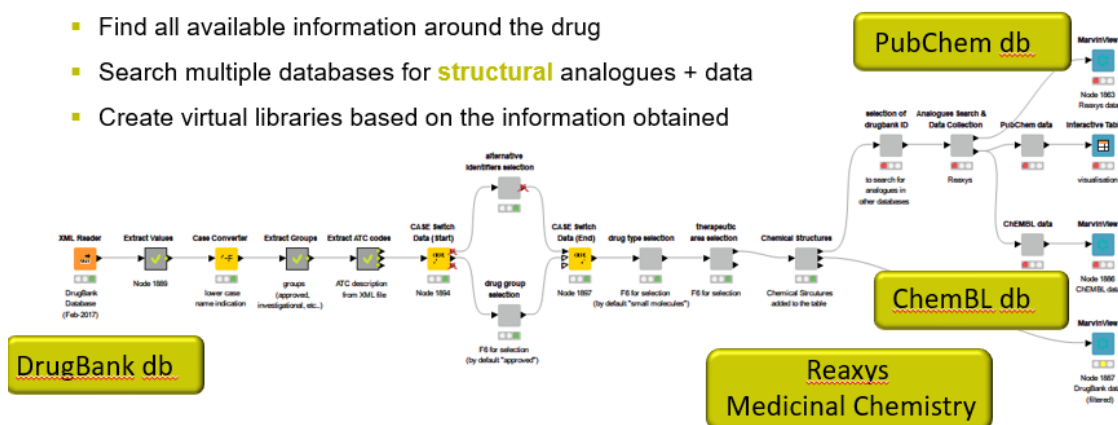 Find all available information around the drug
Search multiple databases for structural analogues + data
Create virtual libraries based on the information obtained
PubChem db
MarvinView
Node 1863
Reaxys data
selection of
drugbank ID
to search for
analogues in
other databases
Analogues Search &
Data Collection
Reaxys
PubChem data
Interactive Tabl
visualisation
alternative
identifiers selection
XML Reader
DrugBank
Database
(Feb-2017)
Extract Values
Node 1889
Case Converter
lower case
name indication
Extract Groups
groups
(approved,
investigational, etc..)
Extract ATC codes
ATC description
from XML file
CASE Switch
Data (Start)
Node 1894
drug group
selection
F6 for selection
(by default "approved")
CASE Switch
Data (End)
Node 1897
drug type selection
F6 for selection
(by default "small molecules")
therapeutic
area selection
F6 for selection
Chemical Structures
Chemical Strcutures
added to the table
ChEMBL data
MarvinView
Node 1886
ChEMBL data
ChemBL db
MarvinView
Node 1887
DrugBank data
(filtered)
DrugBank db
Reaxys
Medicinal Chemistry